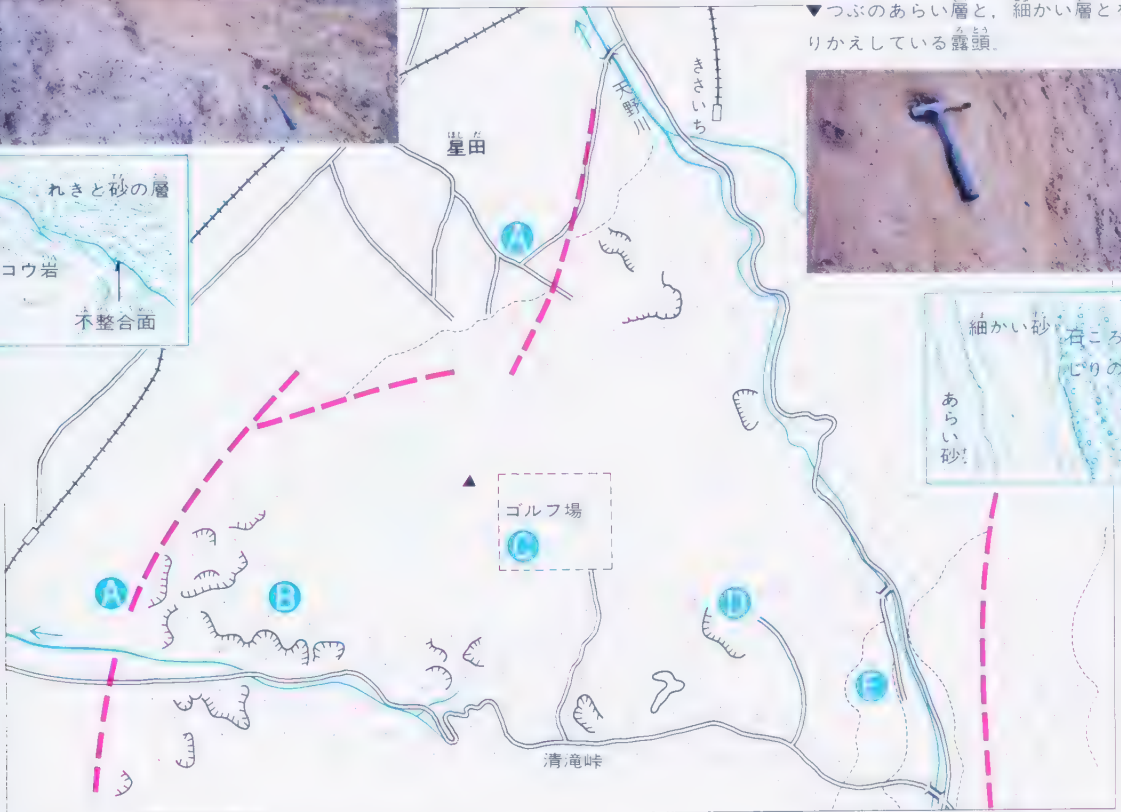 ▼つぶのあらい層と，細かい層とを
りかえしている露頭．
きさいち
天野川
星田
れきと砂の層
コウ岩
不整合面
A
細かい砂
石ころ
じりの
あらい砂
ゴルフ場
C
A
B
D
E
清滝峠